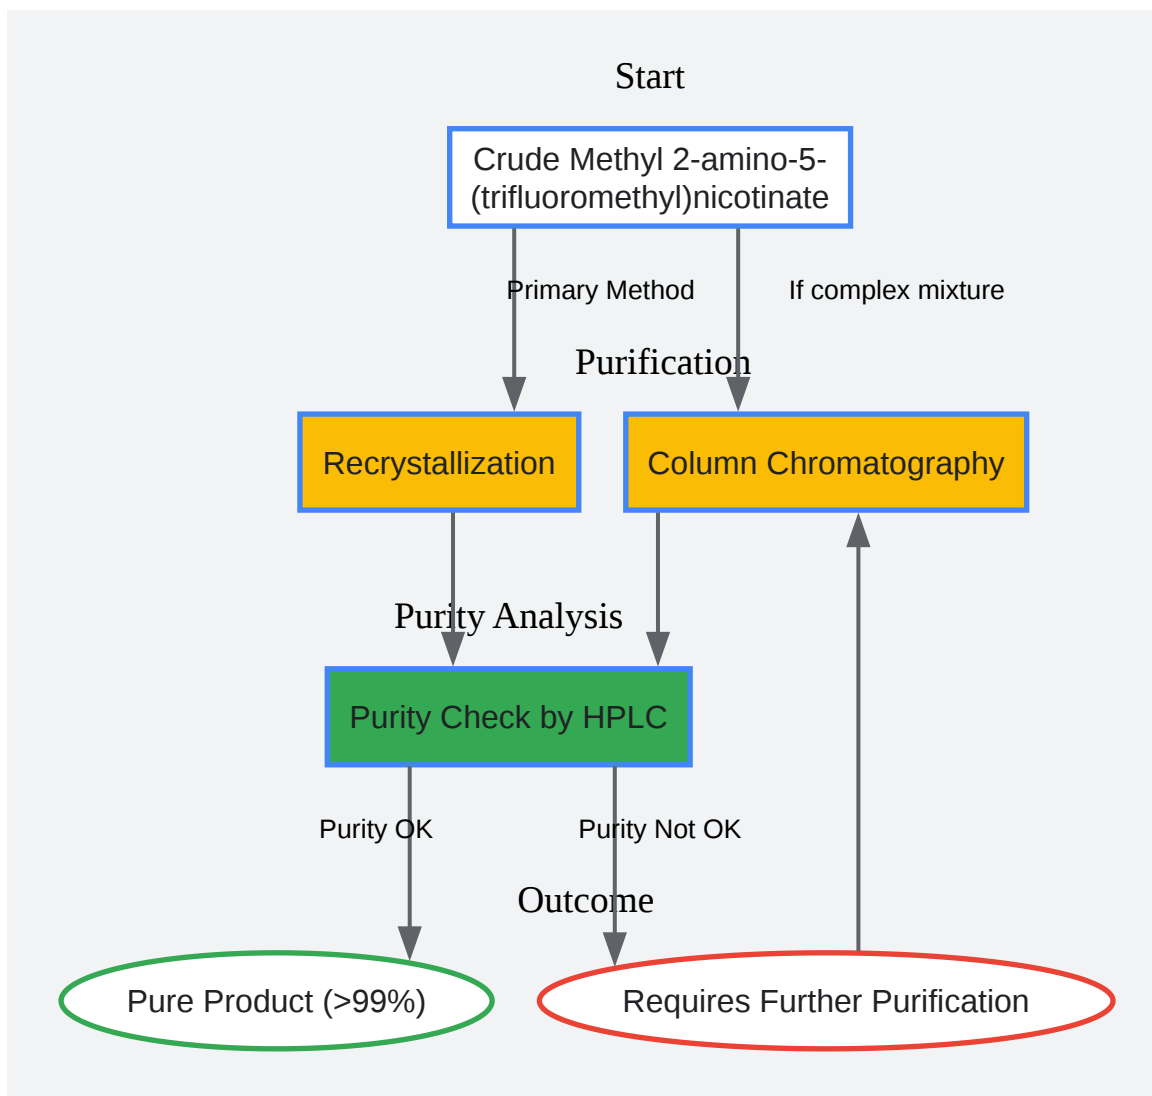 Start
Crude Methyl 2-amino-5-
(trifluoromethyl)nicotinate
Primary Method
If complex mixture
Purification
Recrystallization
Column Chromatography
Purity Analysis
Purity Check by HPLC
Purity OK
Purity Not OK
Outcome
Pure Product (>99%)
Requires Further Purification